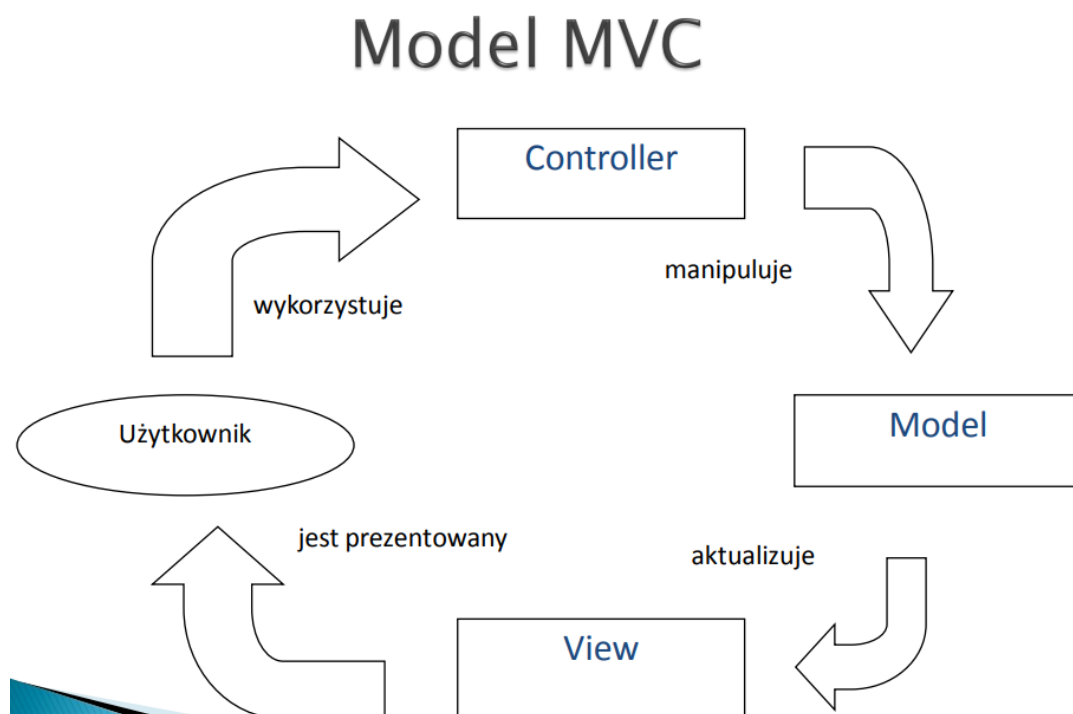 Model MVC
Controller
manipuluje
wykorzystuje
Użytkownik
Model
jest prezentowany
aktualizuje
View